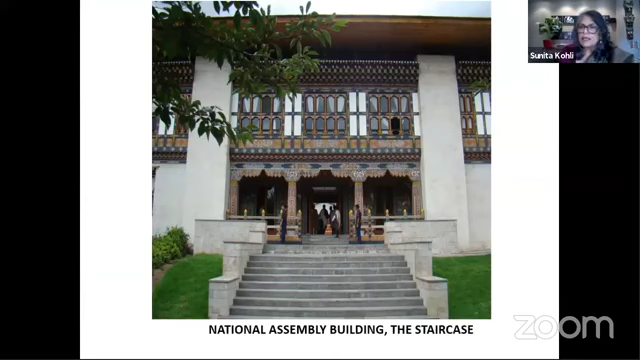 Sunita Kohli
NATIONAL ASSEMBLY BUILDING, THE STAIRCASE
zoom